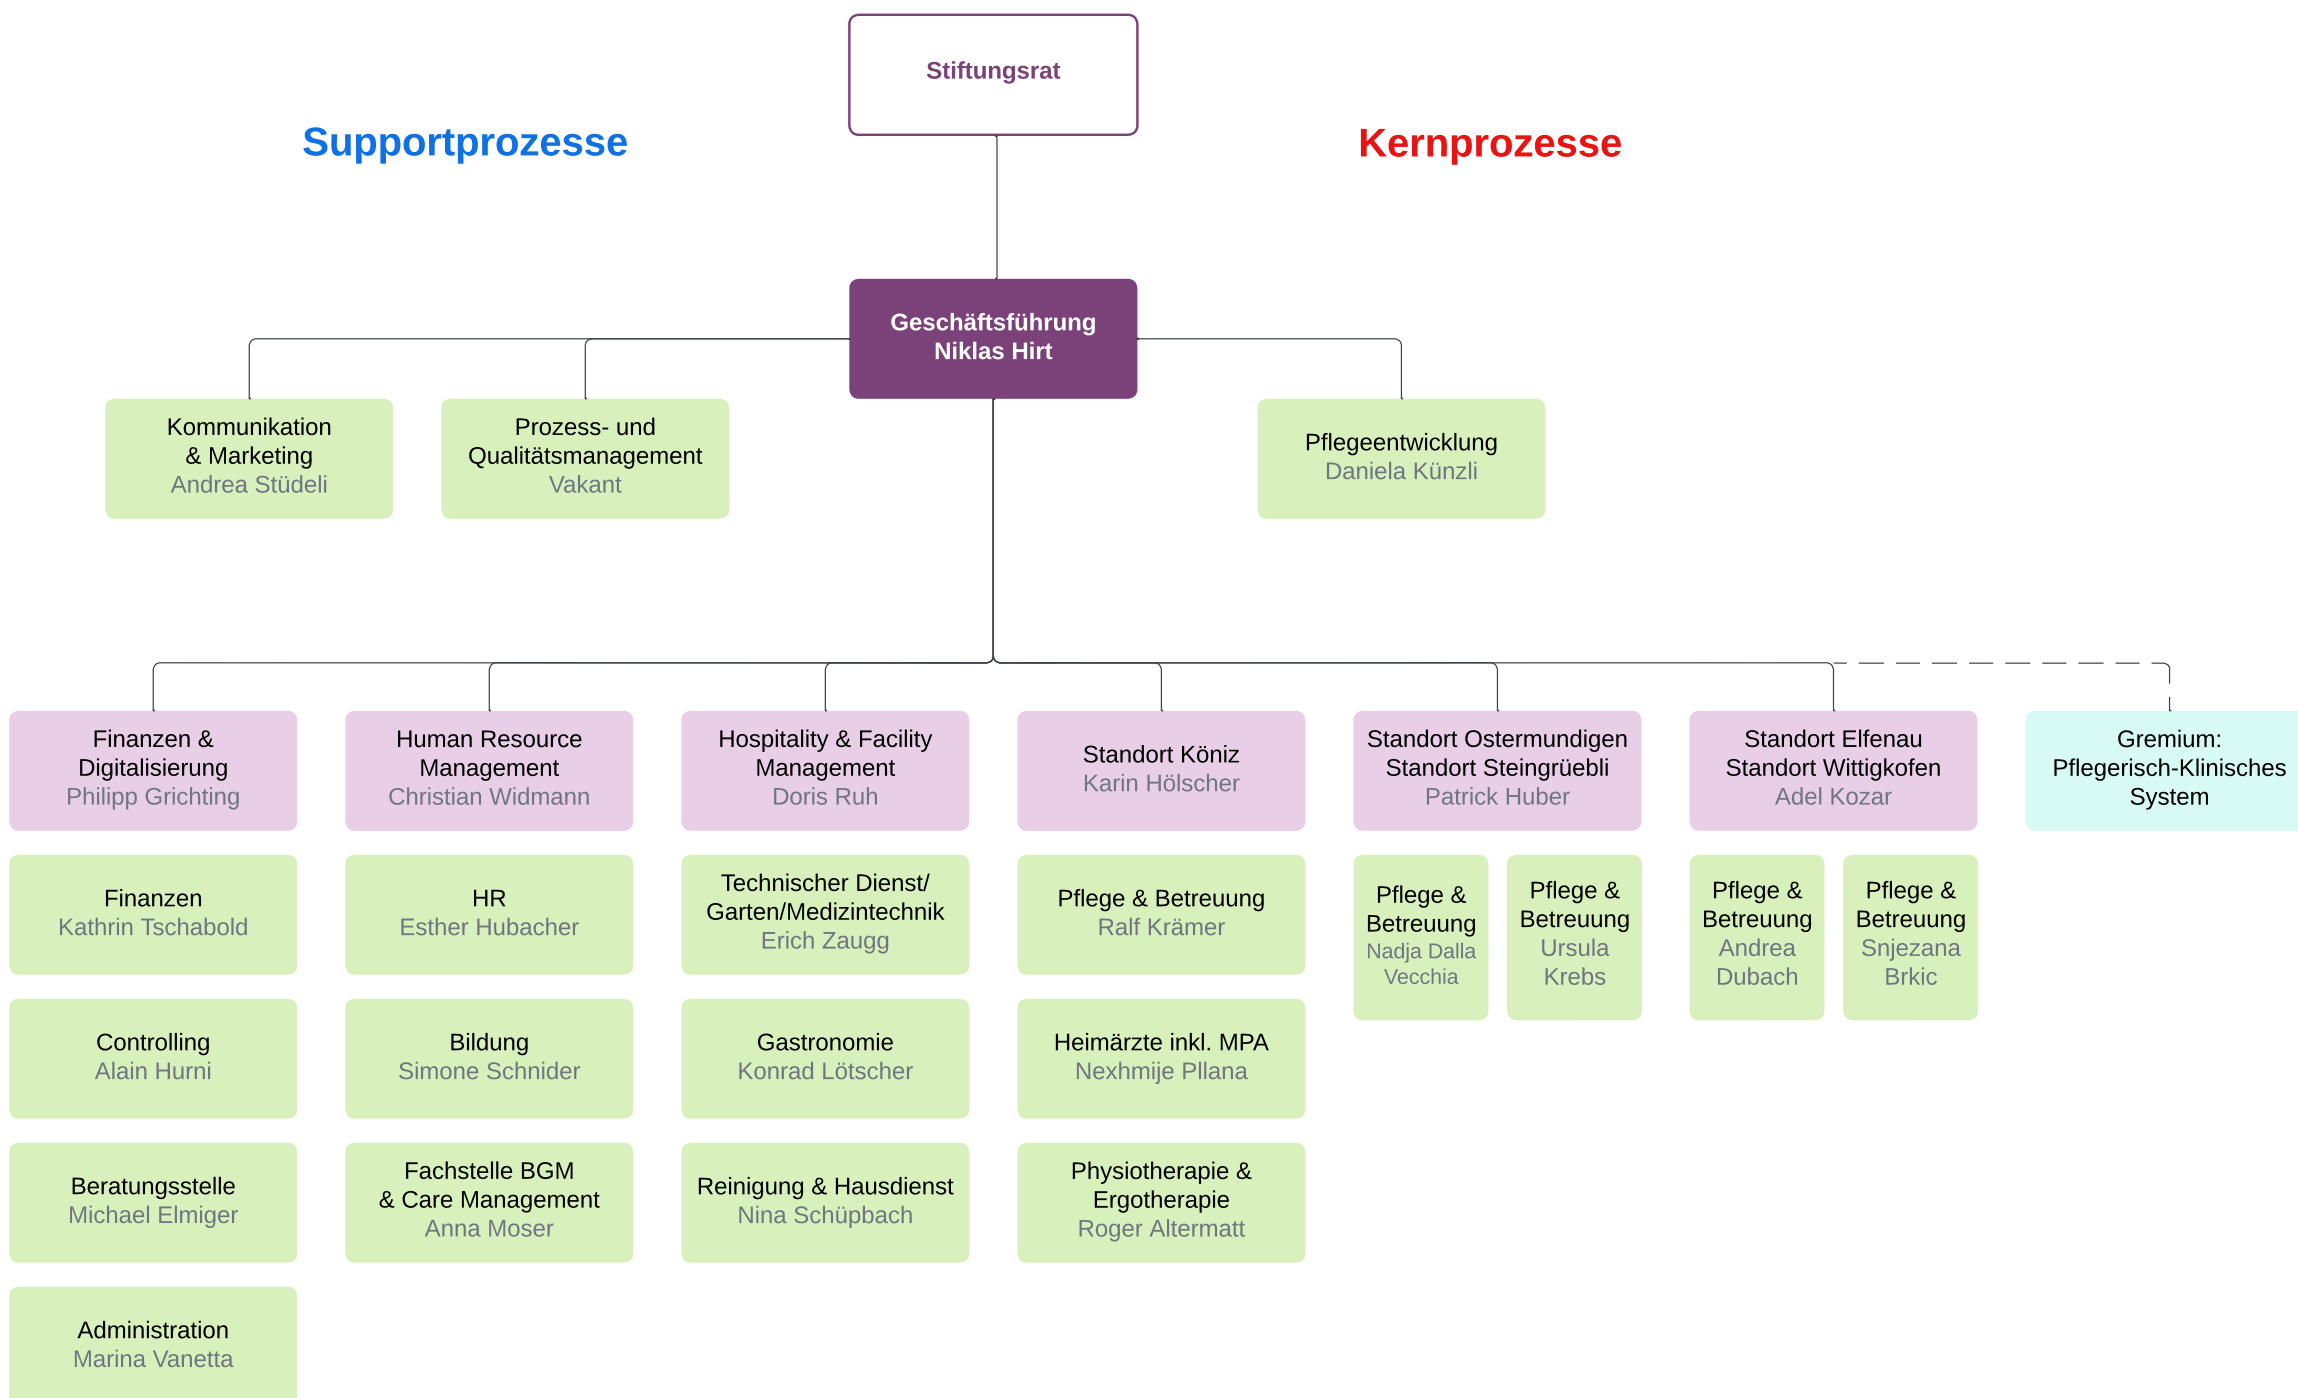 Stiftungsrat
Supportprozesse
Kernprozesse
Geschäftsführung
Niklas Hirt
Kommunikation
& Marketing
Andrea Stüdeli
Prozess- und
Qualitätsmanagement
Vakant
Pflegeentwicklung
Daniela Künzli
Finanzen &
Digitalisierung
Philipp Grichting
Human Resource
Management
Christian Widmann
Hospitality & Facility
Management
Doris Ruh
Standort Köniz
Karin Hölscher
Standort Ostermundigen
Standort Steingrüebli
Patrick Huber
Standort Elfenau
Standort Wittigkofen
Adel Kozar
Gremium:
Pflegerisch-Klinisches
System
Finanzen
Kathrin Tschabold
HR
Esther Hubacher
Technischer Dienst/
Garten/Medizintechnik
Erich Zaugg
Pflege & Betreuung
Ralf Krämer
Pflege &
Betreuung
Nadja Dalla
Vecchia
Pflege &
Betreuung
Ursula
Krebs
Pflege &
Betreuung
Andrea
Dubach
Pflege &
Betreuung
Snjezana
Brkic
Controlling
Alain Hurni
Bildung
Simone Schnider
Gastronomie
Konrad Lötscher
Heimärzte inkl. MPA
Nexhmije Pllana
Beratungsstelle
Michael Elmiger
Fachstelle BGM
& Care Management
Anna Moser
Reinigung & Hausdienst
Nina Schüpbach
Physiotherapie &
Ergotherapie
Roger Altermatt
Administration
Marina Vanetta